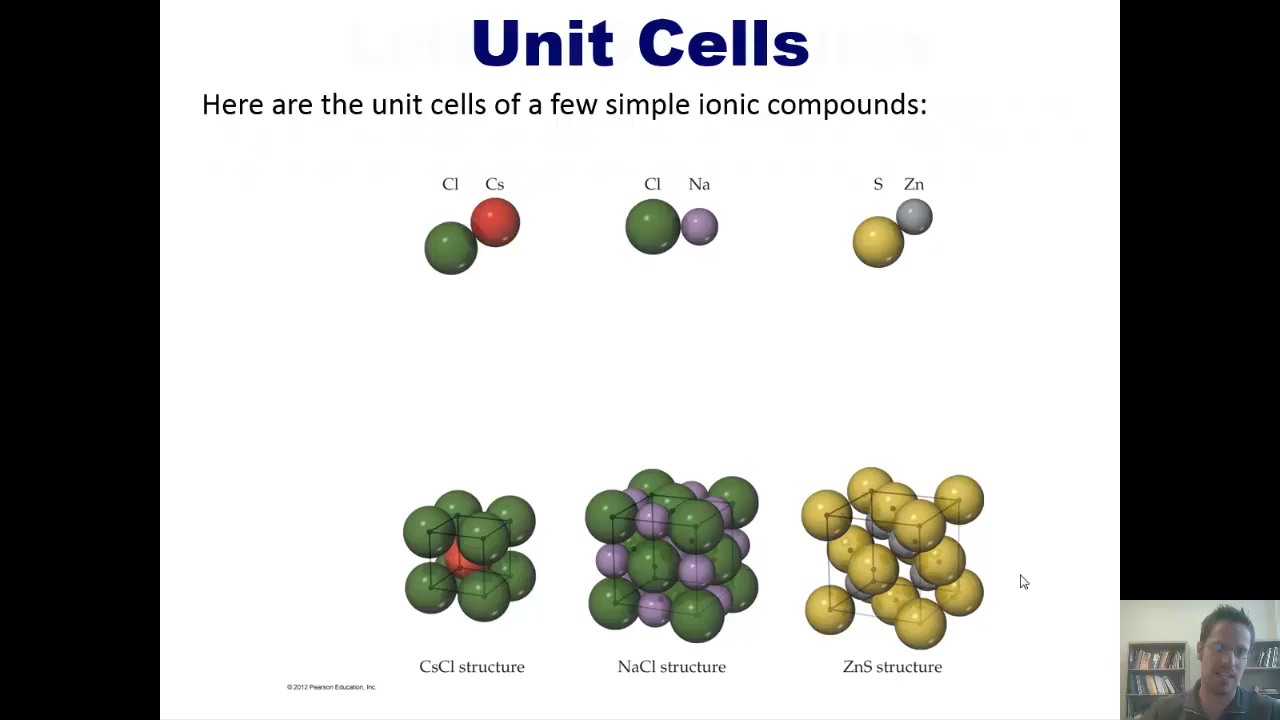 Unit Cells
Here are the unit cells of a few simple ionic compounds:
Cl Cs Cl Na S Zn
CsCl structure NaCl structure ZnS structure
© 2012 Pearson Education, Inc.